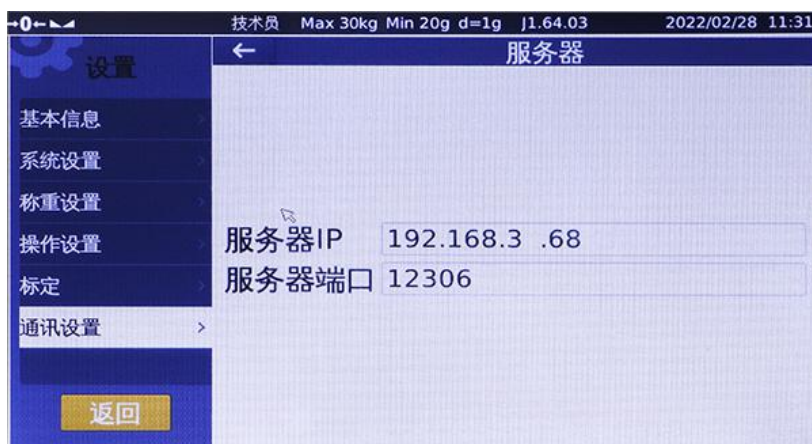 →0← 技术员 Max 30kg Min 20g d=1g J1.64.03 2022/02/28 11:31
设置
← 服务器
基本信息 >
系统设置 >
称重设置 >
操作设置 >
标定 >
通讯设置 >
服务器IP 192.168.3 .68
服务器端口 12306
返回